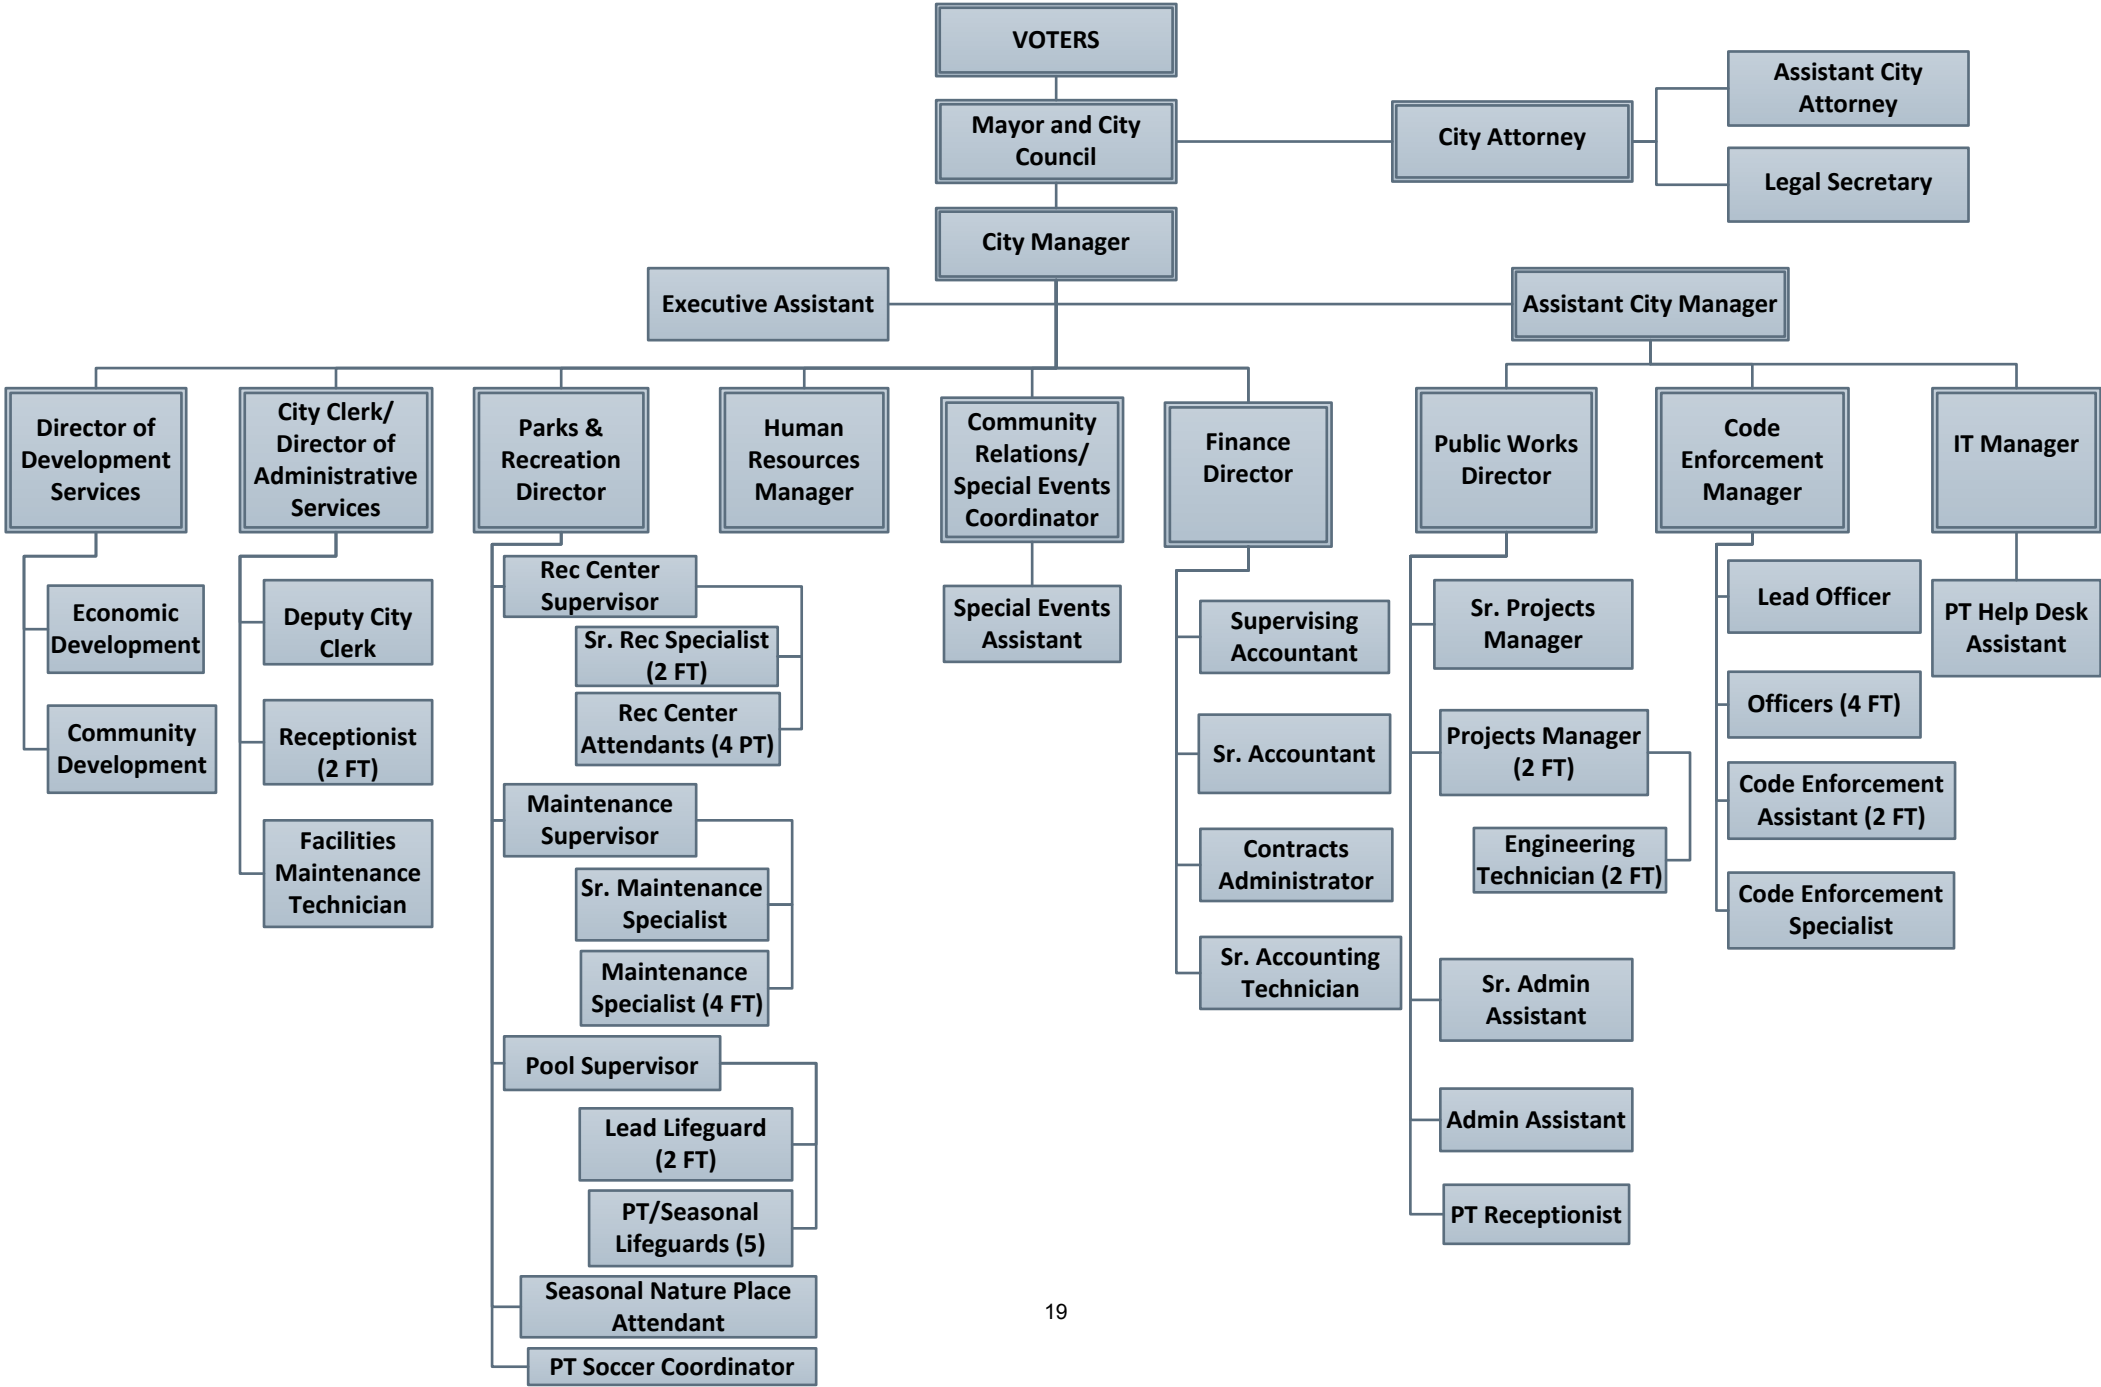 VOTERS
Mayor and City
Council
City Attorney
Assistant City
Attorney
Legal Secretary
City Manager
Executive Assistant
Assistant City Manager
Director of
Development
Services
Economic
Development
Community
Development
City Clerk/
Director of
Administrative
Services
Deputy City
Clerk
Receptionist
(2 FT)
Facilities
Maintenance
Technician
Parks &
Recreation
Director
Rec Center
Supervisor
Sr. Rec Specialist
(2 FT)
Rec Center
Attendants (4 PT)
Maintenance
Supervisor
Sr. Maintenance
Specialist
Maintenance
Specialist (4 FT)
Pool Supervisor
Lead Lifeguard
(2 FT)
PT/Seasonal
Lifeguards (5)
Seasonal Nature Place
Attendant
PT Soccer Coordinator
Human
Resources
Manager
Community
Relations/
Special Events
Coordinator
Special Events
Assistant
Finance
Director
Supervising
Accountant
Sr. Accountant
Contracts
Administrator
Sr. Accounting
Technician
Public Works
Director
Sr. Projects
Manager
Projects Manager
(2 FT)
Engineering
Technician (2 FT)
Sr. Admin
Assistant
Admin Assistant
PT Receptionist
Code
Enforcement
Manager
Lead Officer
Officers (4 FT)
Code Enforcement
Assistant (2 FT)
Code Enforcement
Specialist
IT Manager
PT Help Desk
Assistant
19